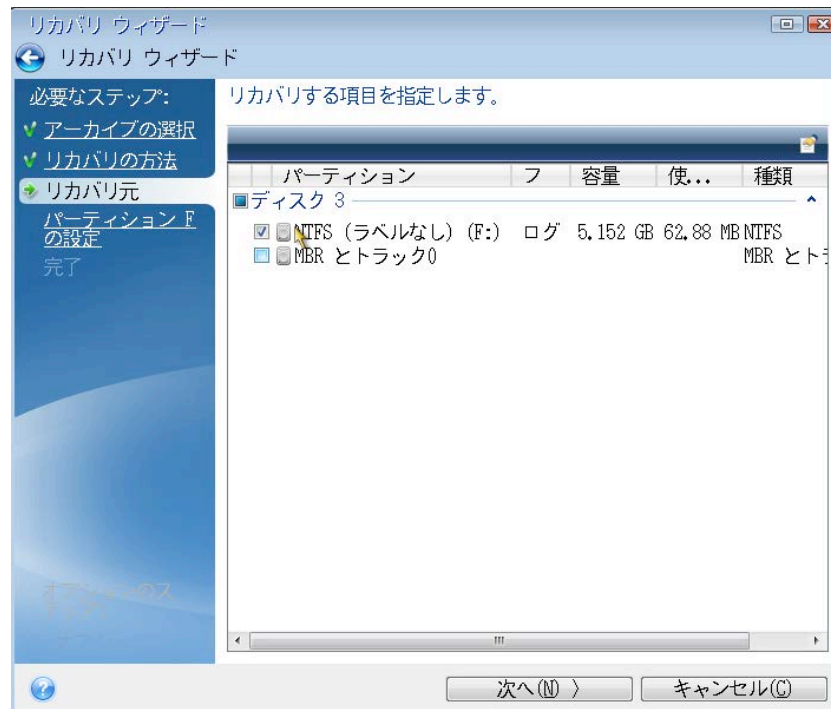 リカバリ ウィザード
リカバリ ウィザード
必要なステップ:
アーカイブの選択
リカバリの方法
リカバリ元
パーティション F
の設定
完了
リカバリする項目を指定します。
パーティション フ 容量 使... 種類
ディスク 3
NTFS (ラベルなし) (F:) ログ 5.152 GB 62.88 MB NTFS
MBR とトラック0 MBR とト
次へ(N) 〉 キャンセル(C)